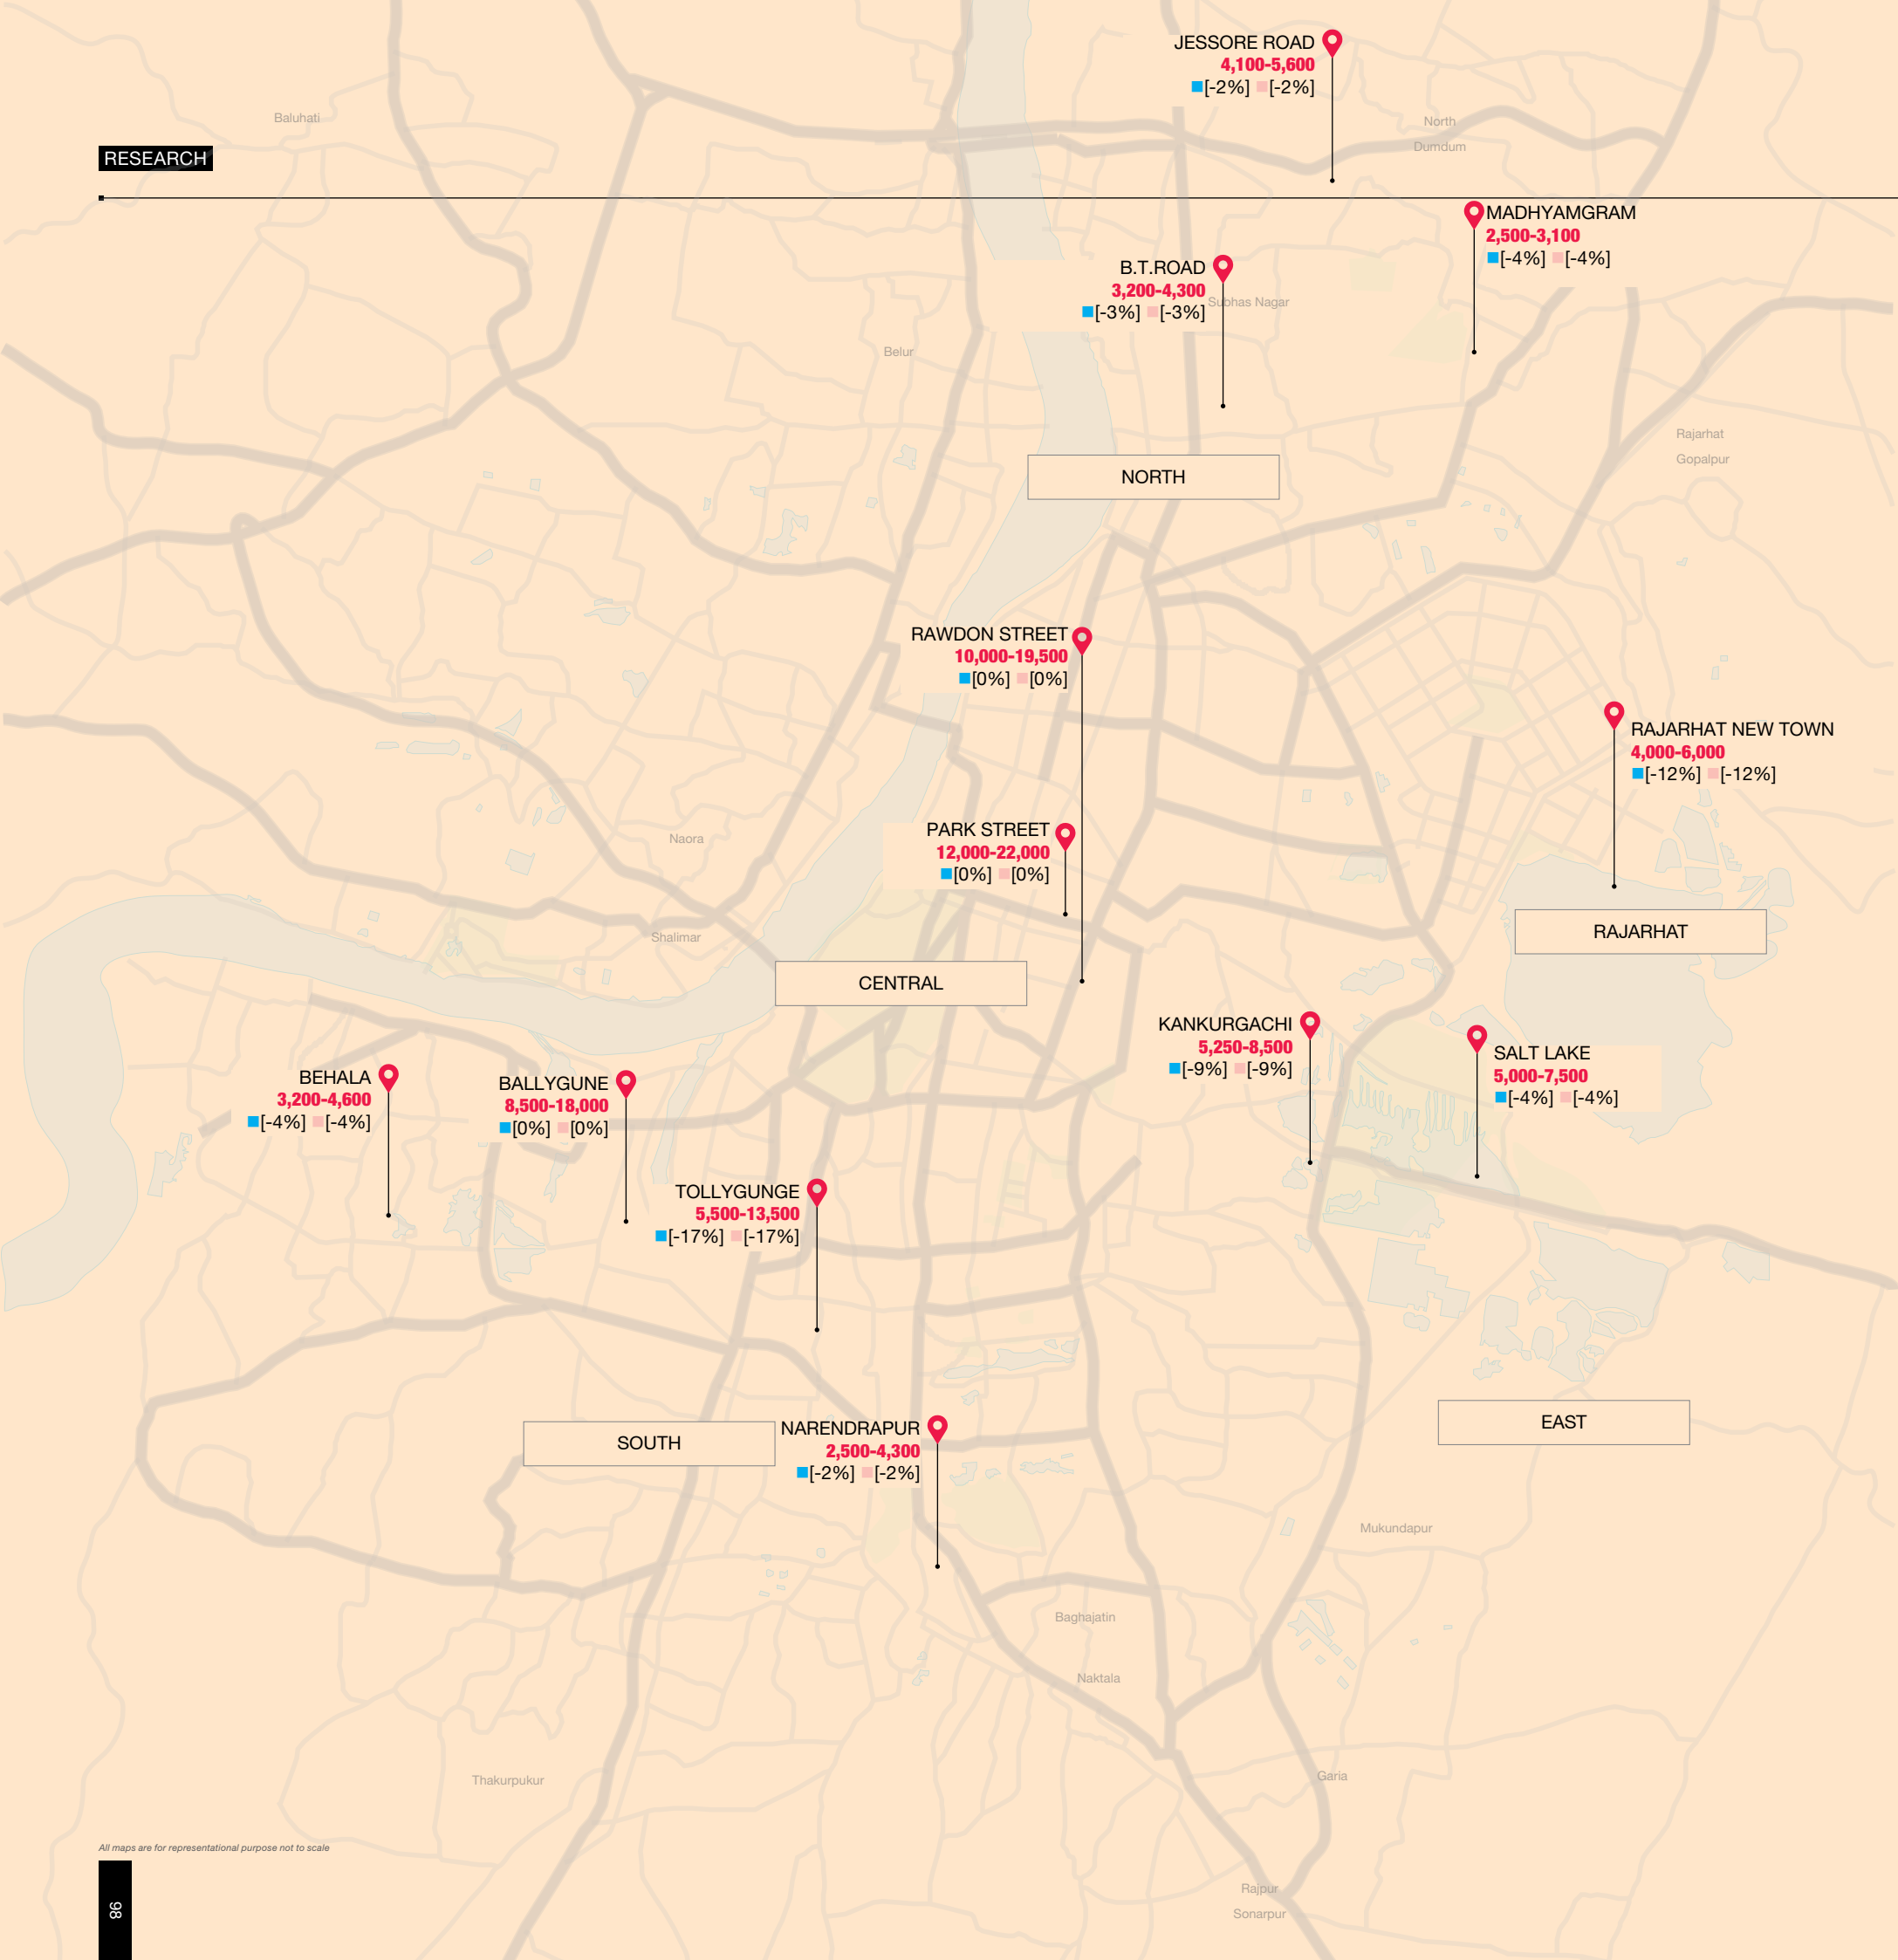 JESSORE ROAD
4,100-5,600
[-2%] [-2%]
Baluhati
North
Dumdum
RESEARCH
MADHYAMGRAM
2,500-3,100
[-4%] [-4%]
B.T.ROAD
3,200-4,300
[-3%] [-3%]
Subhas Nagar
Belur
Rajarhat
Gopalpur
NORTH
RAWDON STREET
10,000-19,500
[0%] [0%]
RAJARHAT NEW TOWN
4,000-6,000
[-12%] [-12%]
Naora
PARK STREET
12,000-22,000
[0%] [0%]
Shalimar
RAJARHAT
CENTRAL
KANKURGACHI
5,250-8,500
[-9%] [-9%]
SALT LAKE
5,000-7,500
[-4%] [-4%]
BEHALA
3,200-4,600
[-4%] [-4%]
BALLYGUNE
8,500-18,000
[0%] [0%]
TOLLYGUNGE
5,500-13,500
[-17%] [-17%]
SOUTH
NARENDRAPUR
2,500-4,300
[-2%] [-2%]
EAST
Mukundapur
Baghajatin
Naktala
Thakurpukur
Garia
All maps are for representational purpose not to scale
98
Rajpur
Sonarpur